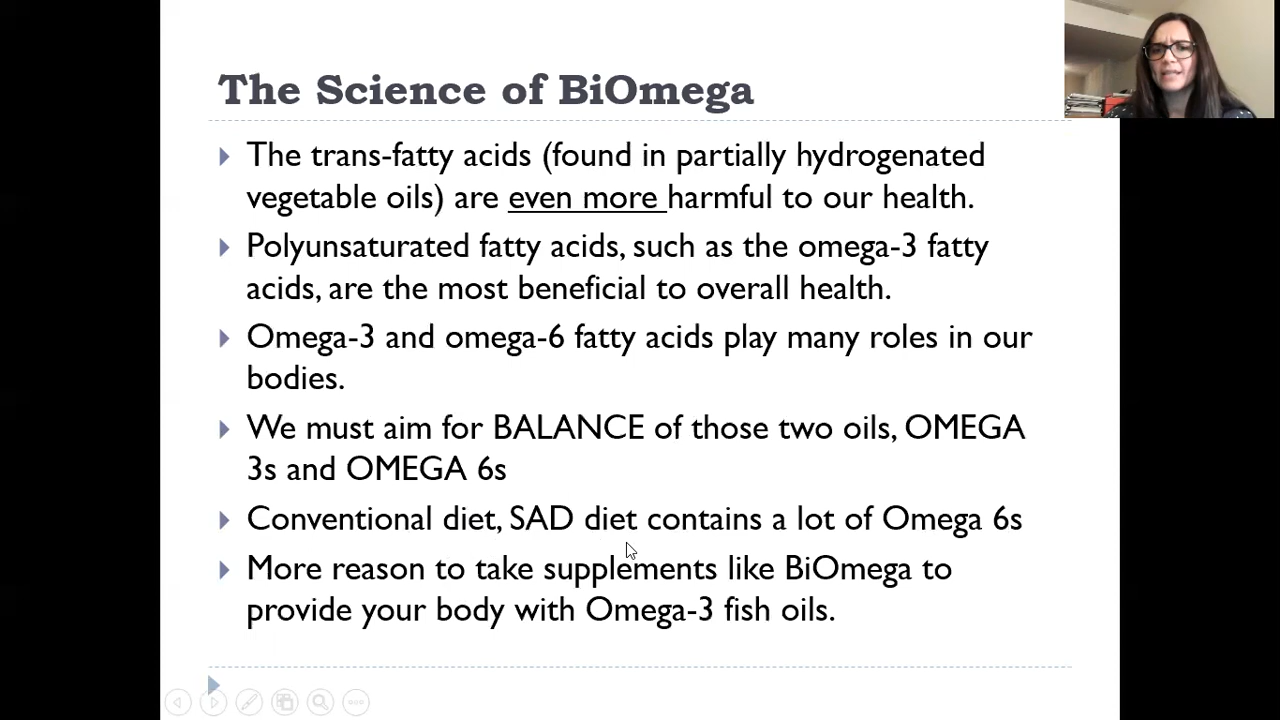 The Science of BiOmega
The trans-fatty acids (found in partially hydrogenated
vegetable oils) are even more harmful to our health.
Polyunsaturated fatty acids, such as the omega-3 fatty
acids, are the most beneficial to overall health.
Omega-3 and omega-6 fatty acids play many roles in our
bodies.
We must aim for BALANCE of those two oils, OMEGA
3s and OMEGA 6s
Conventional diet, SAD diet contains a lot of Omega 6s
More reason to take supplements like BiOmega to
provide your body with Omega-3 fish oils.